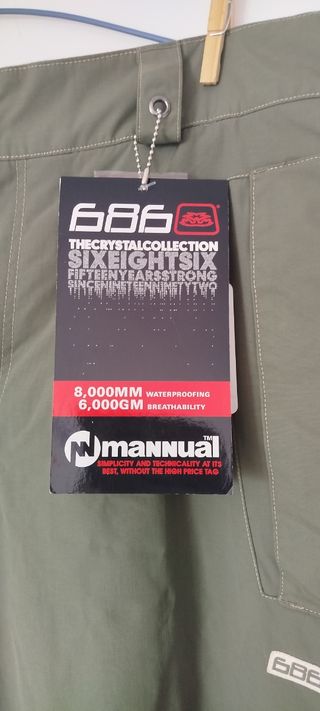 686
THECRYSTALCOLLECTION
SIXEIGHTSIX
FIFTEENYEARSSTRONG
SINCENINETEENNINETYTWO
8,000MM WATERPROOFING
6,000GM BREATHABILITY
mannual™
SIMPLICITY AND TECHNICALITY AT ITS
BEST, WITHOUT THE HIGH PRICE TAG
686